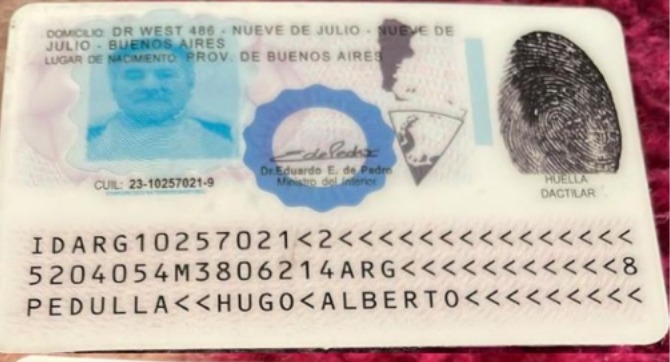 DOMICILIO: DR WEST 486 - NUEVE DE JULIO - NUEVE DE
JULIO - BUENOS AIRES
LUGAR DE NACIMIENTO: PROV. DE BUENOS AIRES
CUIL: 23-10257021-9
Dr. Eduardo E. de Pedro
Ministro del Interior
HUELLA
DACTILAR
IDARG10257021<2<<<<<<<<<<<<<<<
5204054M3806214ARG<<<<<<<<<<<8
PEDULLA<<HUGO<ALBERTO<<<<<<<<<